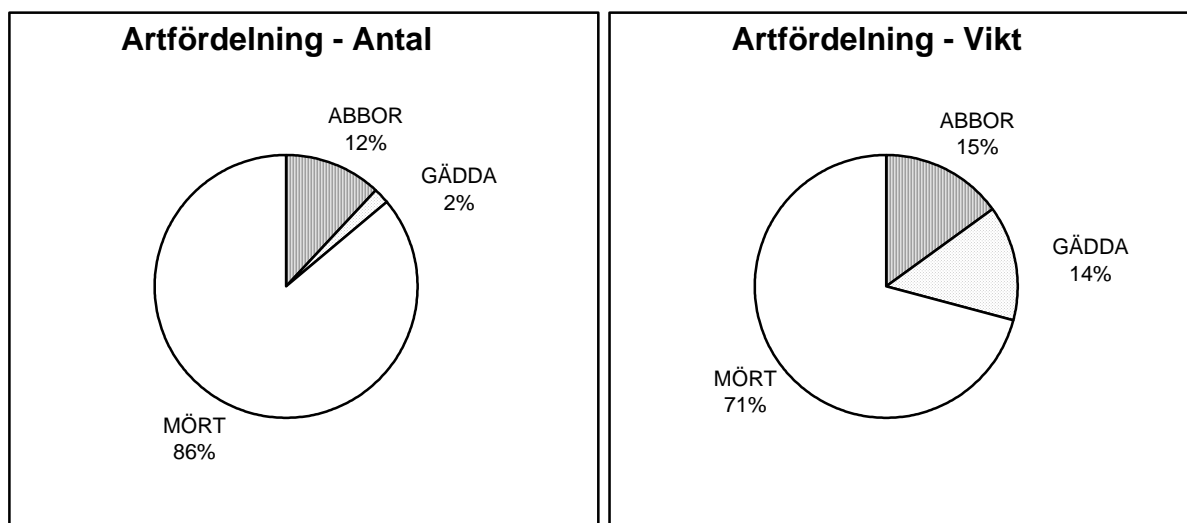 Artfördelning - Antal
ABBOR
12%
GÄDDA
2%
MÖRT
86%
Artfördelning - Vikt
ABBOR
15%
GÄDDA
14%
MÖRT
71%